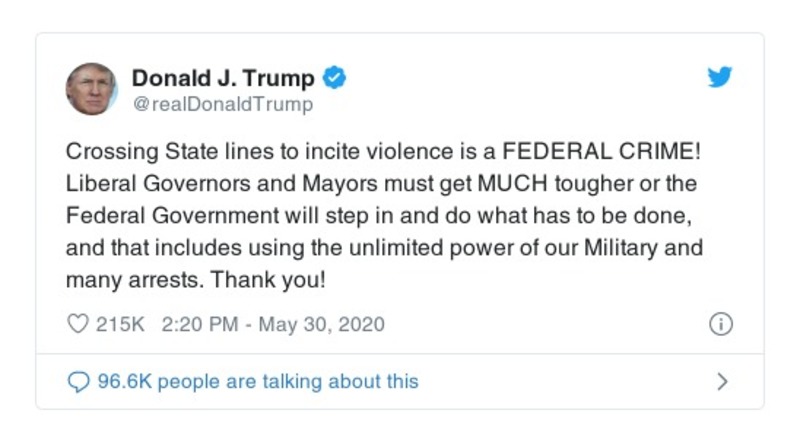 Donald J. Trump
@realDonaldTrump
Crossing State lines to incite violence is a FEDERAL CRIME!
Liberal Governors and Mayors must get MUCH tougher or the
Federal Government will step in and do what has to be done,
and that includes using the unlimited power of our Military and
many arrests. Thank you!
215K 2:20 PM - May 30, 2020
96.6K people are talking about this